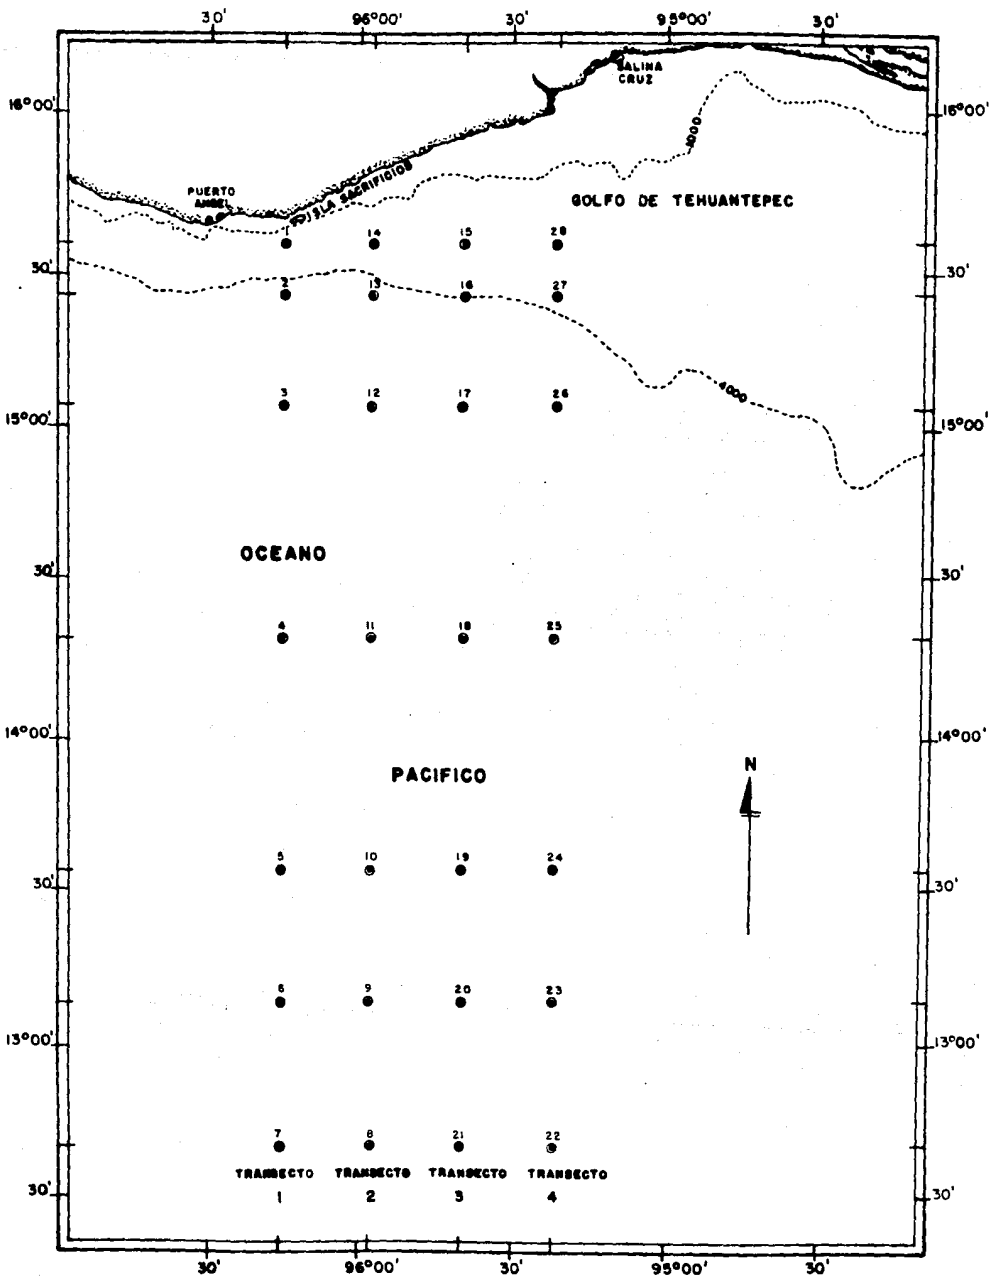 30' 96°00' 30' 95°00' 30'
SALINA
CRUZ
16°00' 16°00'
1000
PUERTO
ANGEL
ISLA SACRIFICIOS
GOLFO DE TEHUANTEPEC
1 14 15 28
30' 30'
2 13 16 27
4000
3 12 17 26
15°00' 15°00'
OCEANO
30' 30'
4 11 18 25
14°00' 14°00'
PACIFICO
N
5 10 19 24
30' 30'
6 9 20 23
13°00' 13°00'
7 8 21 22
TRANSECTO TRANSECTO TRANSECTO TRANSECTO
30' 1 2 3 4 30'
30' 96°00' 30' 95°00' 30'